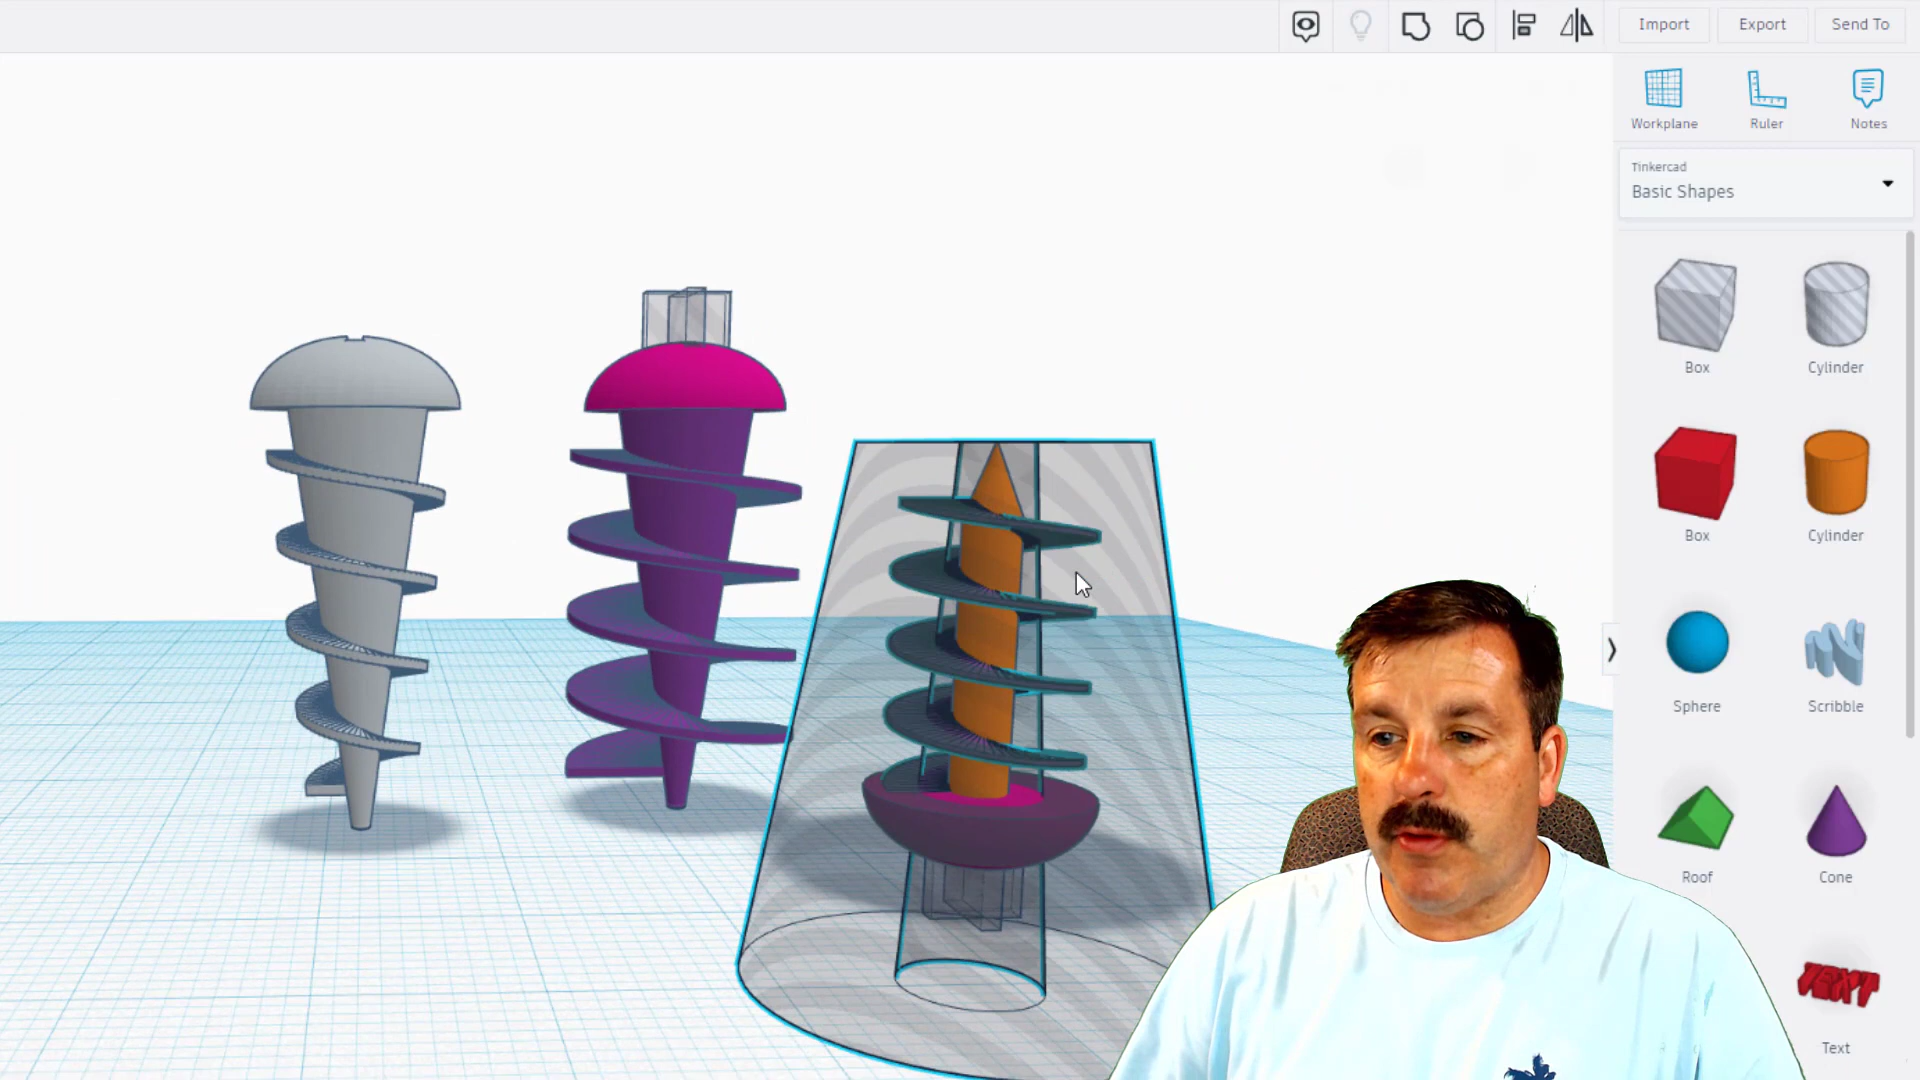 Import
Export
Send To
Workplane
Ruler
Notes
Tinkercad
Basic Shapes
Box
Cylinder
Box
Cylinder
Sphere
Scribble
Roof
Cone
TEXT
Text